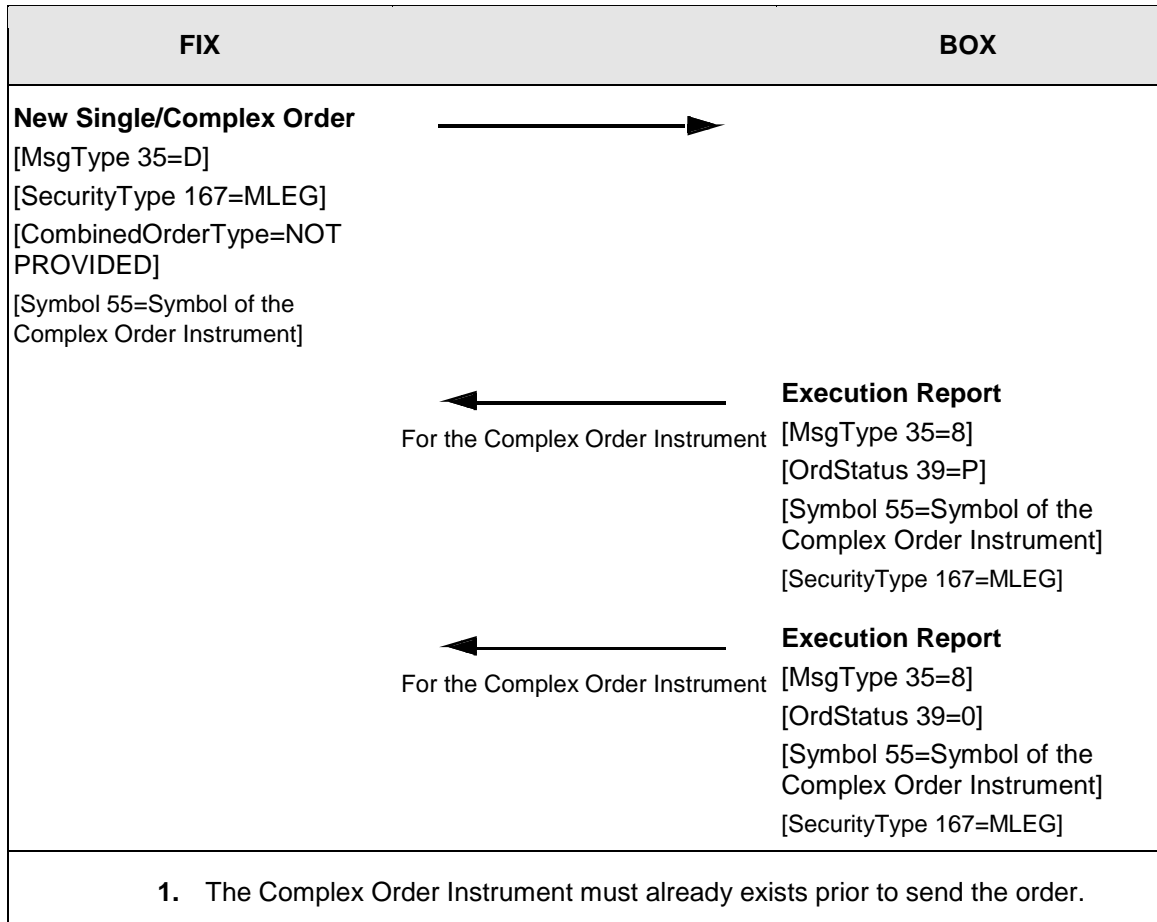 FIX
BOX
New Single/Complex Order
[MsgType 35=D]
[SecurityType 167=MLEG]
[CombinedOrderType=NOT
PROVIDED]
[Symbol 55=Symbol of the
Complex Order Instrument]
Execution Report
For the Complex Order Instrument
[MsgType 35=8]
[OrdStatus 39=P]
[Symbol 55=Symbol of the
Complex Order Instrument]
[SecurityType 167=MLEG]
Execution Report
For the Complex Order Instrument
[MsgType 35=8]
[OrdStatus 39=0]
[Symbol 55=Symbol of the
Complex Order Instrument]
[SecurityType 167=MLEG]
1. The Complex Order Instrument must already exists prior to send the order.